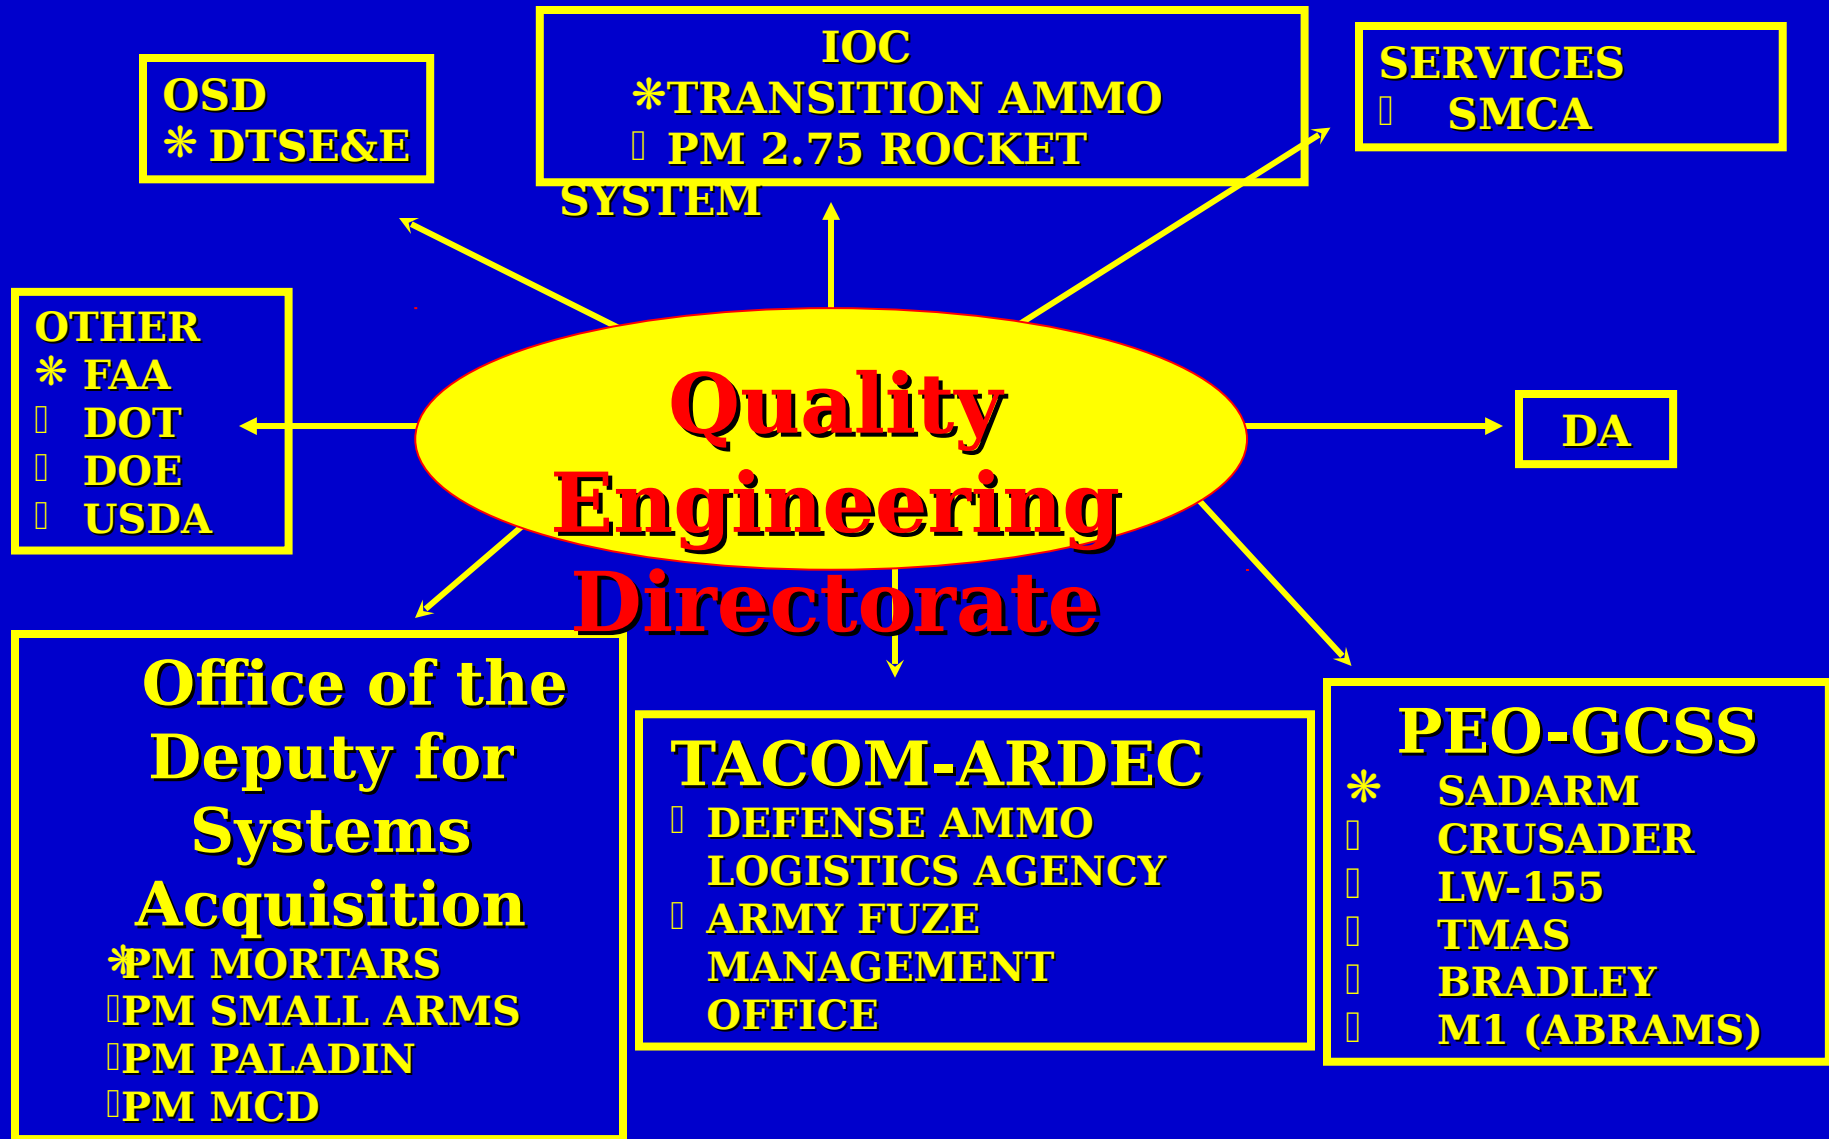 OSD
❋ DTSE&E
IOC
❋TRANSITION AMMO
PM 2.75 ROCKET
SYSTEM
SERVICES
SMCA
OTHER
❋ FAA
DOT
DOE
USDA
Quality
Engineering
Directorate
DA
Office of the
Deputy for
Systems
Acquisition
❋PM MORTARS
PM SMALL ARMS
PM PALADIN
PM MCD
TACOM-ARDEC
DEFENSE AMMO
LOGISTICS AGENCY
ARMY FUZE
MANAGEMENT
OFFICE
PEO-GCSS
❋ SADARM
CRUSADER
LW-155
TMAS
BRADLEY
M1 (ABRAMS)